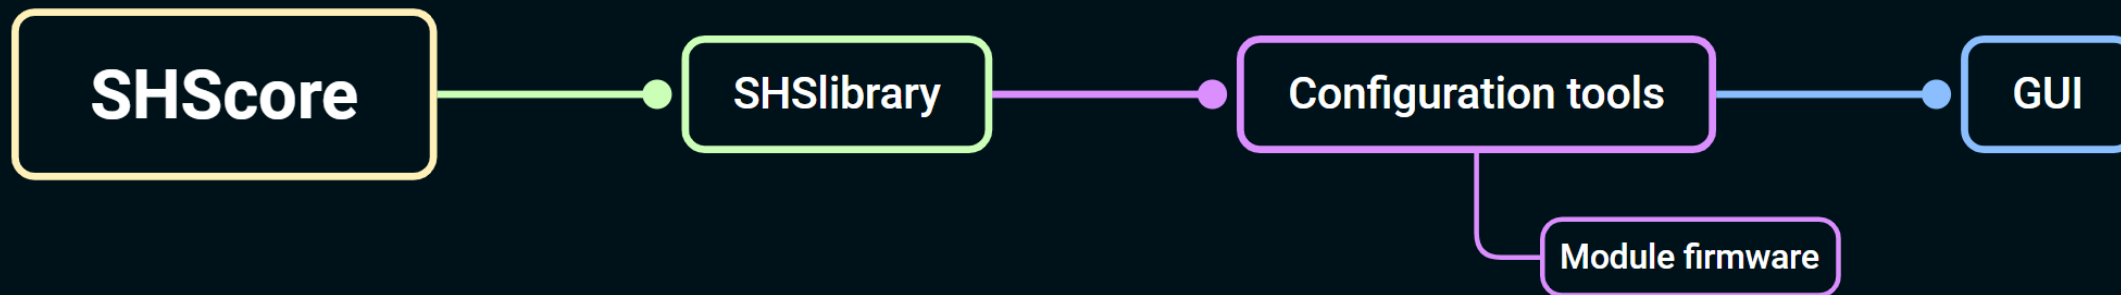 SHScore
SHSlibrary
Configuration tools
GUI
Module firmware